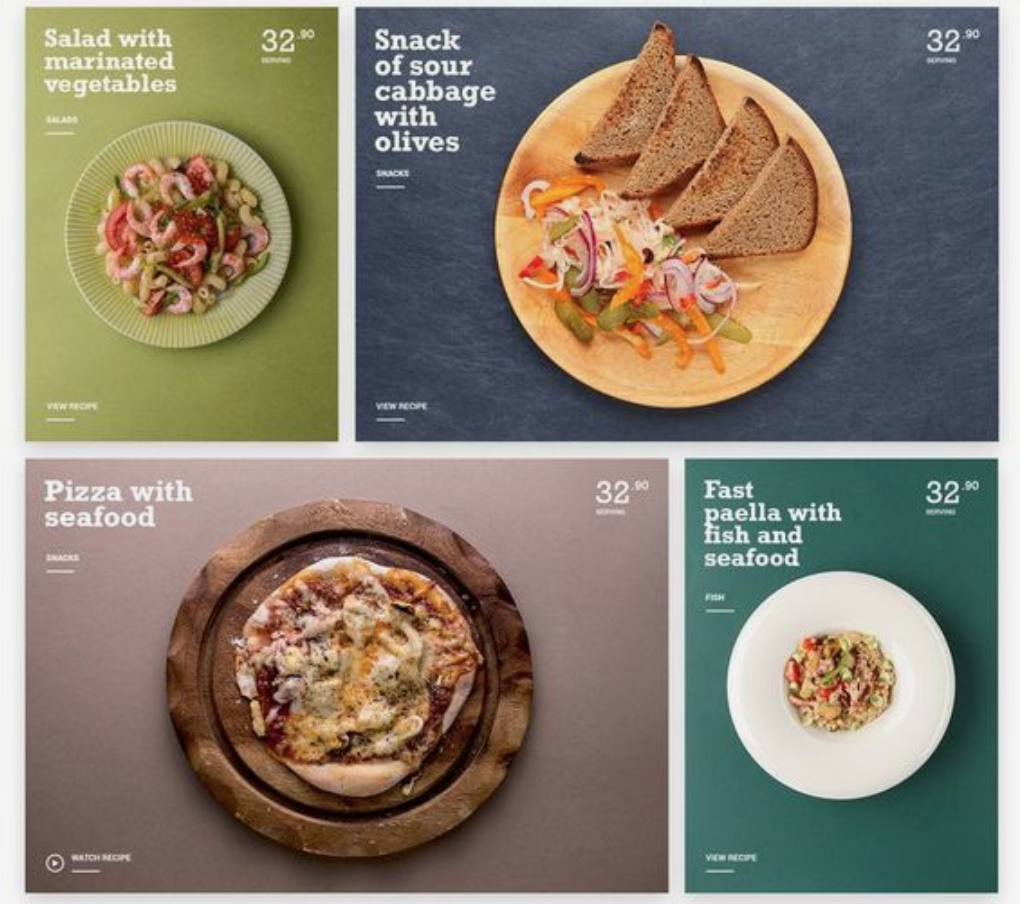 Salad with
marinated
vegetables
32.90
SERVING
SALADS
VIEW RECIPE
Snack
of sour
cabbage
with
olives
32.90
SERVING
SNACKS
VIEW RECIPE
Pizza with
seafood
32.90
SERVING
SNACKS
WATCH RECIPE
Fast
paella with
fish and
seafood
32.90
SERVING
FISH
VIEW RECIPE